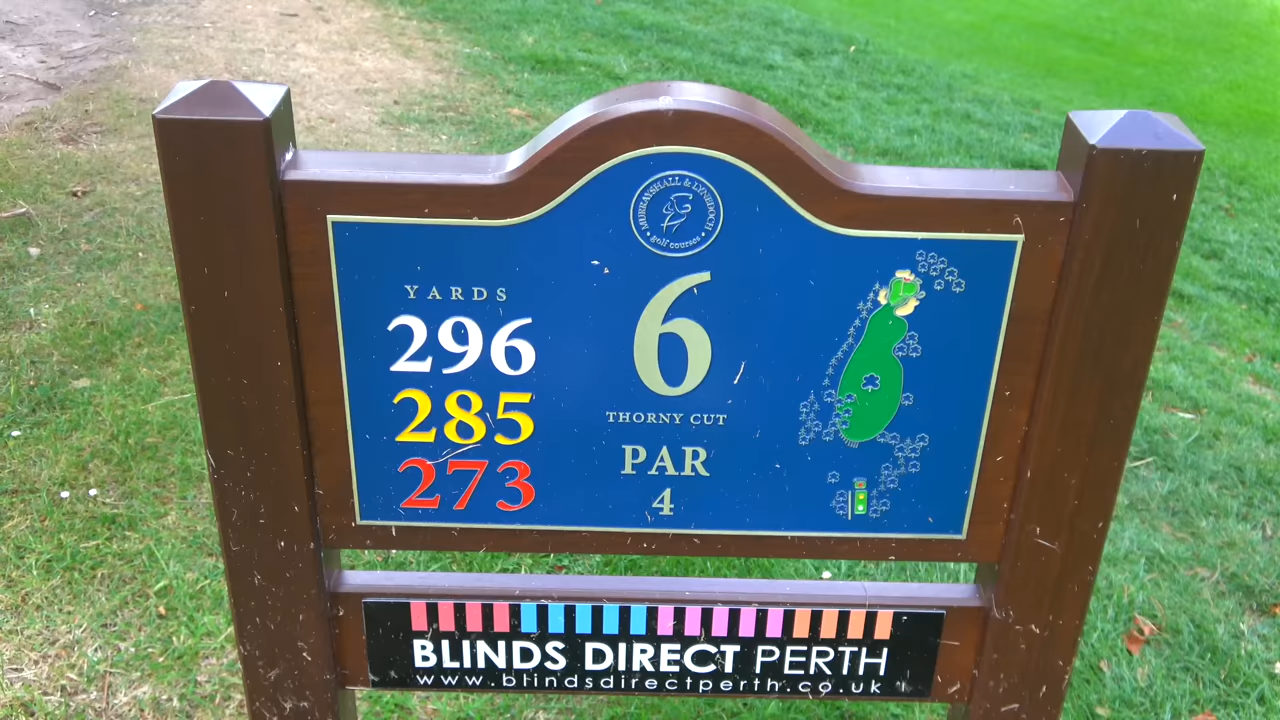 MURRAYSHALL & LYNEDOCH
• golf courses •
YARDS
296
285
273
6
THORNY CUT
PAR
4
BLINDS DIRECT PERTH
www.blindsdirectperth.co.uk